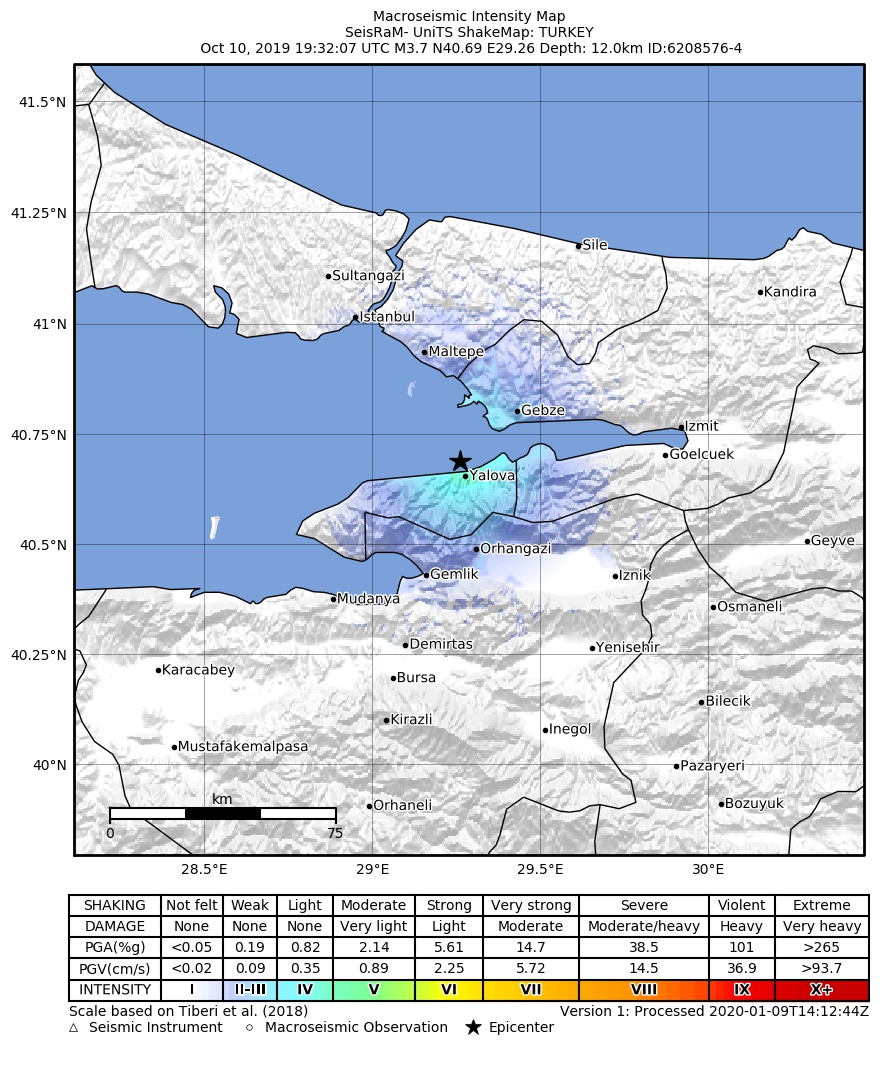 Macroseismic Intensity Map
SeisRaM- UniTS ShakeMap: TURKEY
Oct 10, 2019 19:32:07 UTC M3.7 N40.69 E29.26 Depth: 12.0km ID:6208576-4
41.5°N
41.25°N
Sile
Sultangazi
Kandira
41°N
Istanbul
Maltepe
Gebze
40.75°N
Izmit
Goelcuek
Yalova
40.5°N
Geyve
Orhangazi
Gemlik
Iznik
Mudanya
Osmaneli
Demirtas
Yenisehir
40.25°N
Karacabey
Bursa
Bilecik
Kirazli
Inegol
Mustafakemalpasa
40°N
Pazaryeri
km
Orhaneli
Bozuyuk
0 75
28.5°E 29°E 29.5°E 30°E
SHAKING Not felt Weak Light Moderate Strong Very strong Severe Violent Extreme
DAMAGE None None None Very light Light Moderate Moderate/heavy Heavy Very heavy
PGA(%g) <0.05 0.19 0.82 2.14 5.61 14.7 38.5 101 >265
PGV(cm/s) <0.02 0.09 0.35 0.89 2.25 5.72 14.5 36.9 >93.7
INTENSITY I II-III IV V VI VII VIII IX X+
Scale based on Tiberi et al. (2018) Version 1: Processed 2020-01-09T14:12:44Z
△ Seismic Instrument ○ Macroseismic Observation ★ Epicenter